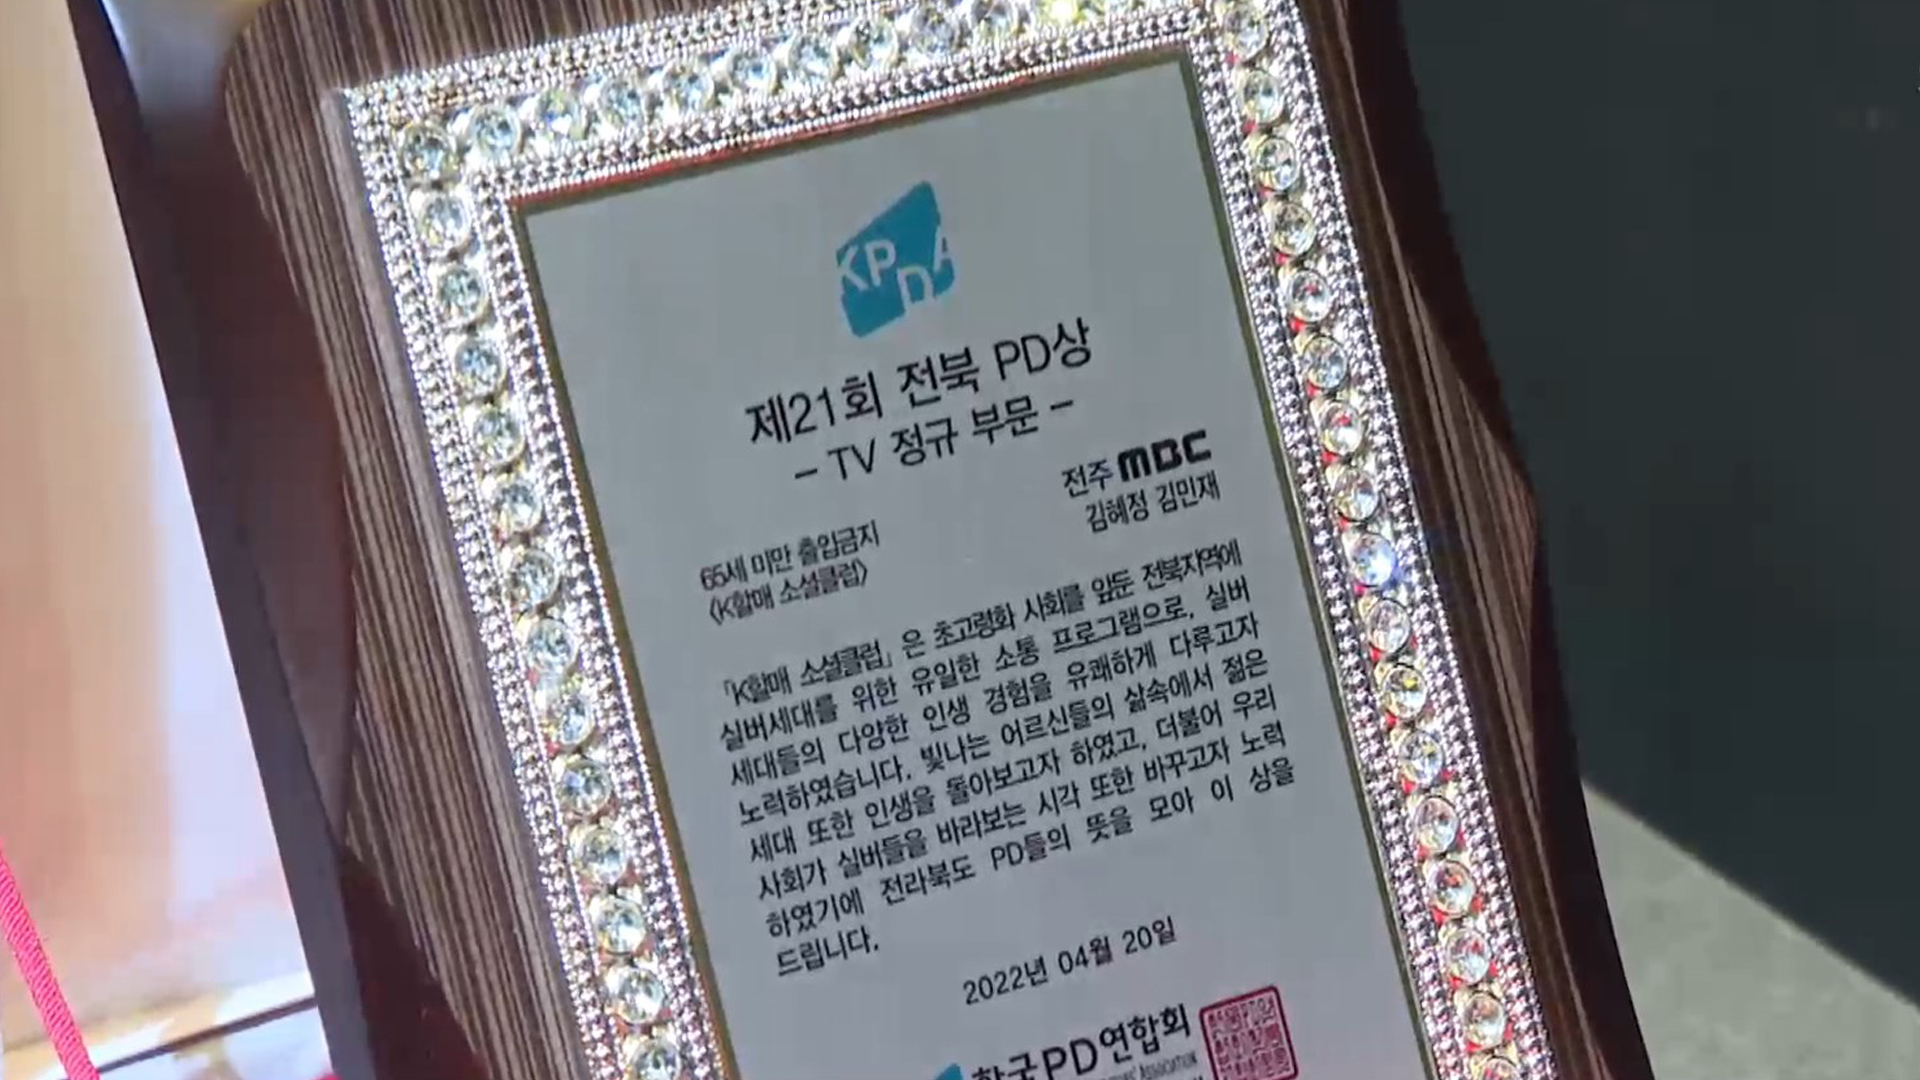 KPDA
제21회 전북 PD상
- TV 정규 부문 -
전주 MBC
김혜정 김민재
65세 미만 출입금지
〈K할매 소셜클럽〉
「K할매 소셜클럽」은 초고령화 사회를 앞둔 전북지역에
실버세대를 위한 유일한 소통 프로그램으로, 실버
세대들의 다양한 인생 경험을 유쾌하게 다루고자
노력하였습니다. 빛나는 어르신들의 삶속에서 젊은
세대 또한 인생을 돌아보고자 하였고, 더불어 우리
사회가 실버들을 바라보는 시각 또한 바꾸고자 노력
하였기에 전라북도 PD들의 뜻을 모아 이 상을
드립니다.
2022년 04월 20일
한국PD연합회
Association